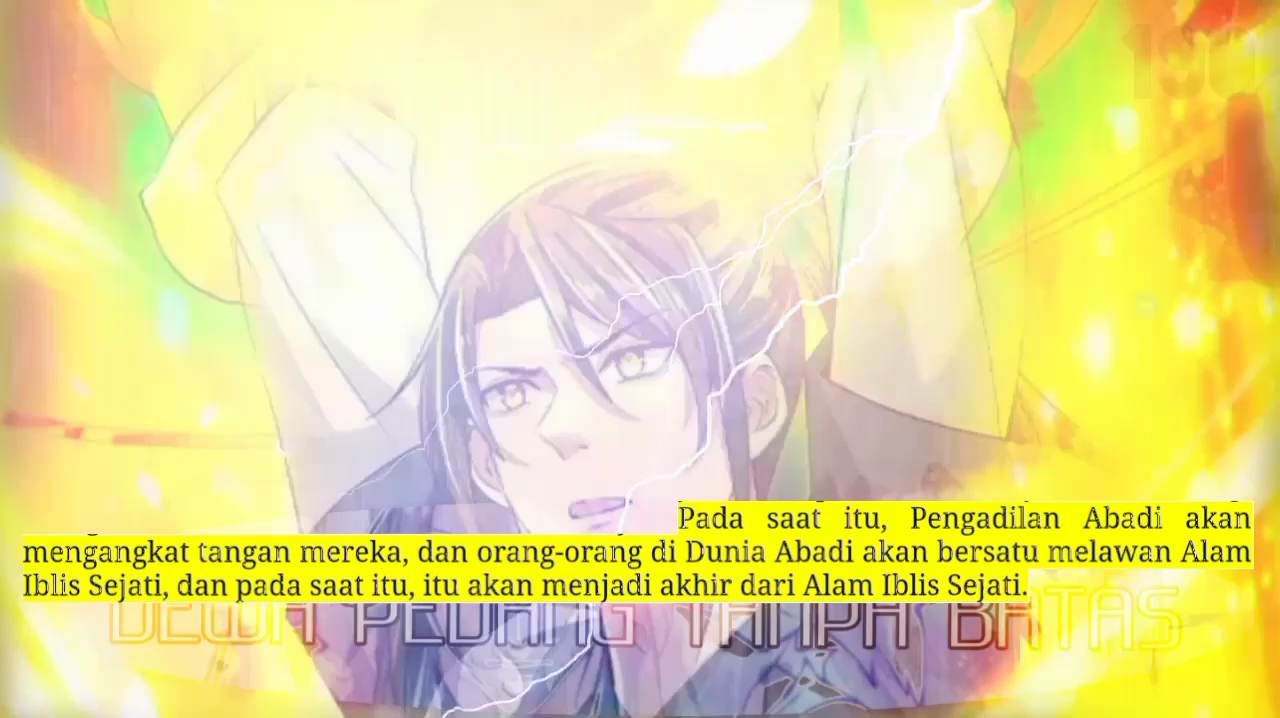 Pada saat itu, Pengadilan Abadi akan
mengangkat tangan mereka, dan orang-orang di Dunia Abadi akan bersatu melawan Alam
Iblis Sejati, dan pada saat itu, itu akan menjadi akhir dari Alam Iblis Sejati.
DEWA PEDANG TANPA BATAS